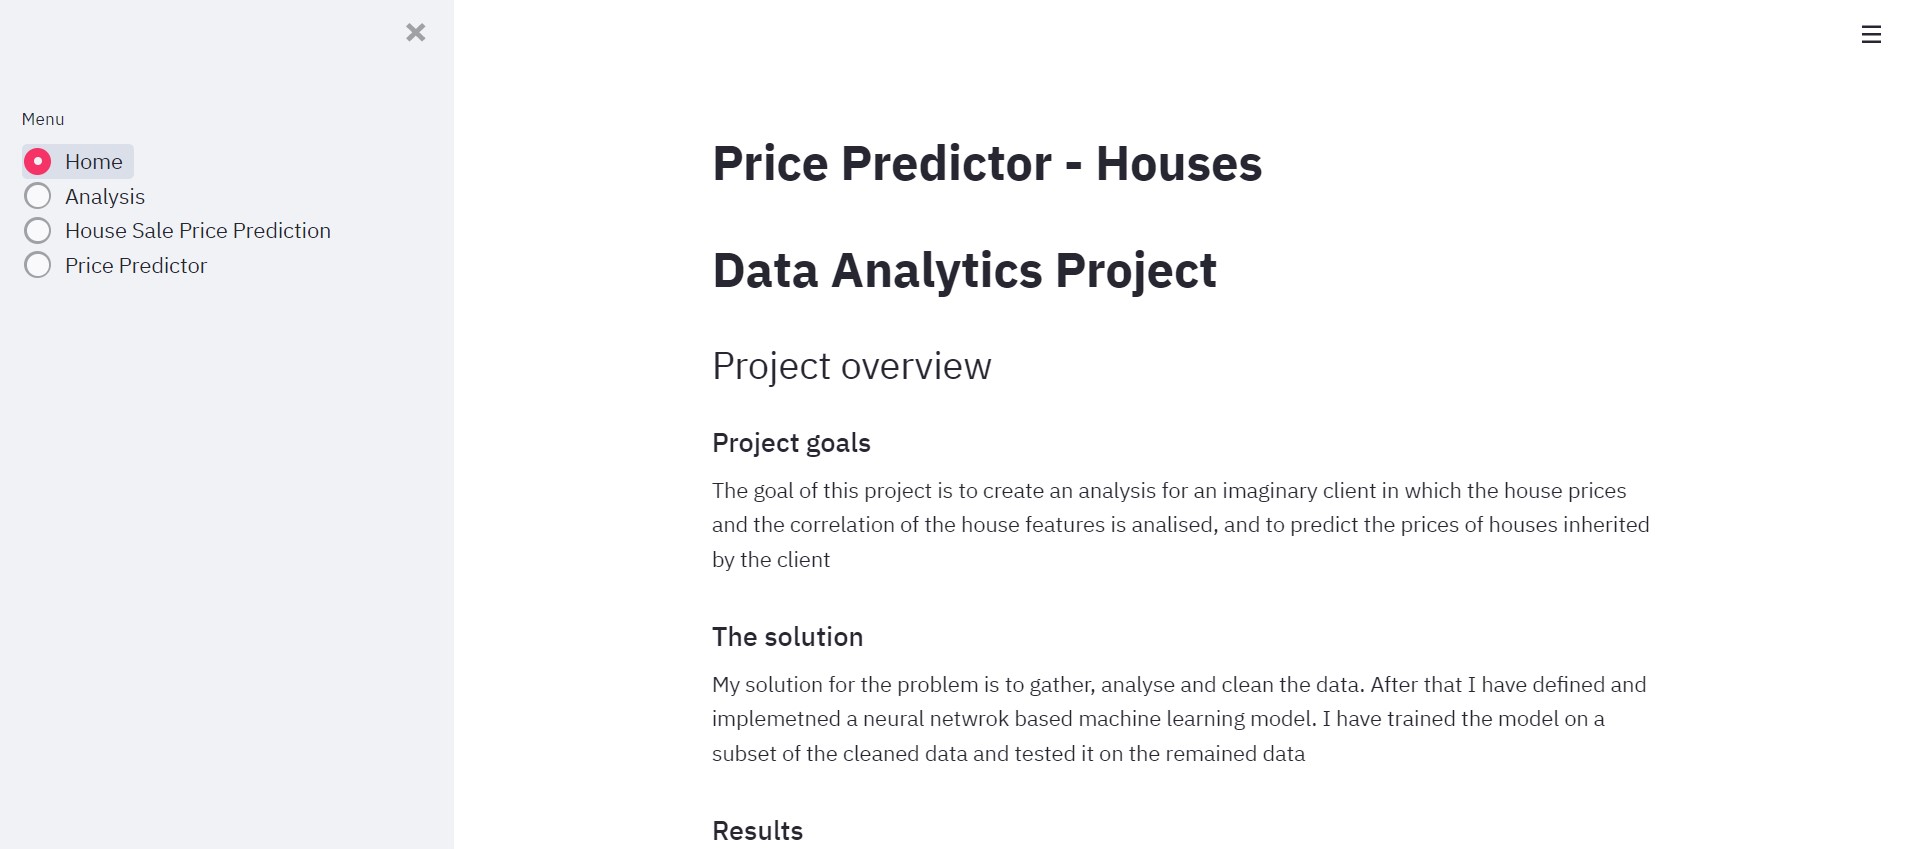 Menu
Home
Analysis
House Sale Price Prediction
Price Predictor
Price Predictor - Houses
Data Analytics Project
Project overview
Project goals
The goal of this project is to create an analysis for an imaginary client in which the house prices
and the correlation of the house features is analised, and to predict the prices of houses inherited
by the client
The solution
My solution for the problem is to gather, analyse and clean the data. After that I have defined and
implemetned a neural netwrok based machine learning model. I have trained the model on a
subset of the cleaned data and tested it on the remained data
Results